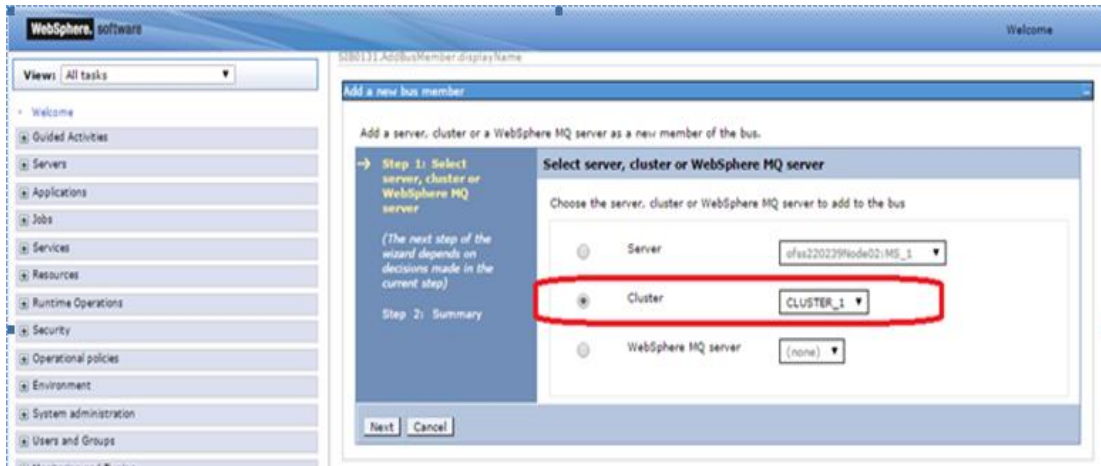 WebSphere. software
Welcome
View: All tasks
SIB0131.AddBusMember.displayName
Welcome
Guided Activities
Servers
Applications
Jobs
Services
Resources
Runtime Operations
Security
Operational policies
Environment
System administration
Users and Groups
Add a new bus member
Add a server, cluster or a WebSphere MQ server as a new member of the bus.
Step 1: Select
server, cluster or
WebSphere MQ
server
(The next step of the
wizard depends on
decisions made in the
current step)
Step 2: Summary
Select server, cluster or WebSphere MQ server
Choose the server, cluster or WebSphere MQ server to add to the bus
Server
ofss220239Node02:MS_1
Cluster
CLUSTER_1
WebSphere MQ server
(none)
Next
Cancel